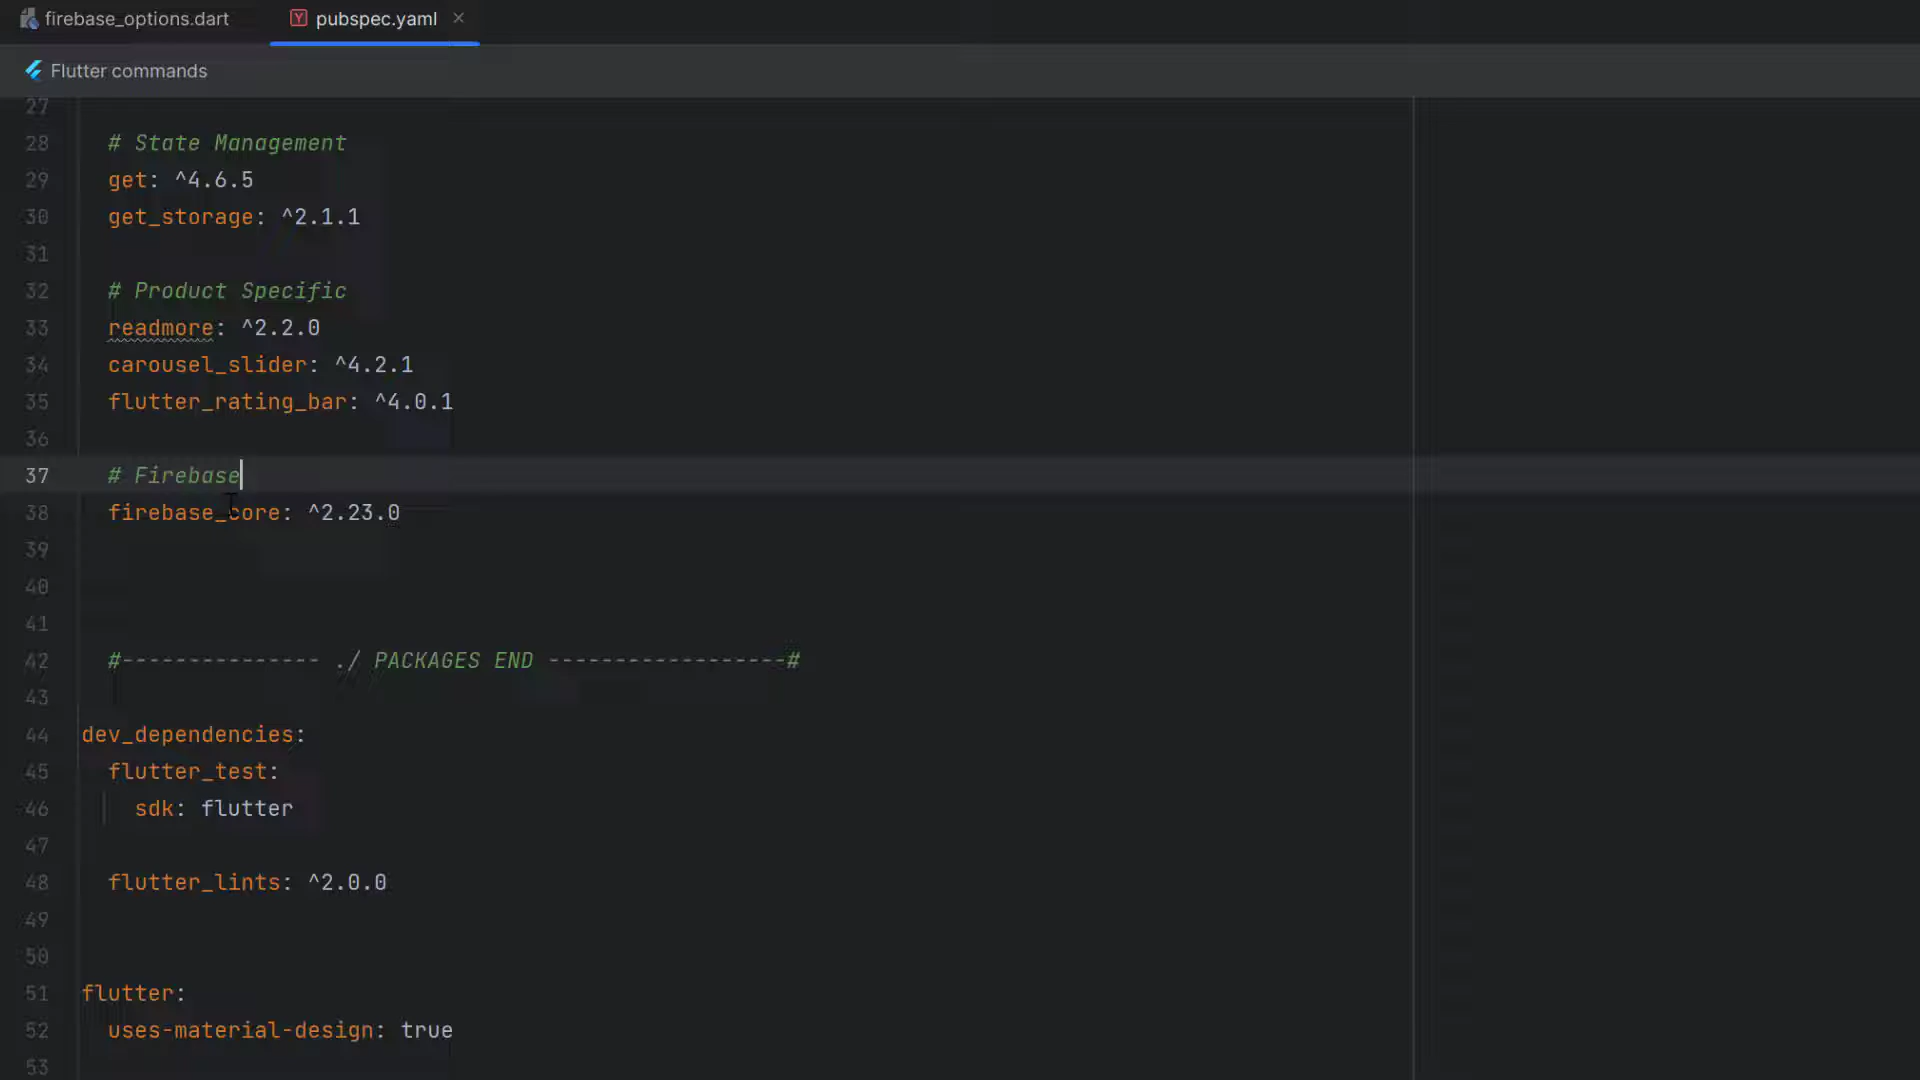 firebase_options.dart
pubspec.yaml
Flutter commands
27
28 # State Management
29 get: ^4.6.5
30 get_storage: ^2.1.1
31
32 # Product Specific
33 readmore: ^2.2.0
34 carousel_slider: ^4.2.1
35 flutter_rating_bar: ^4.0.1
36
37 # Firebase
38 firebase_core: ^2.23.0
39
40
41
42 #--------------- ./ PACKAGES END ------------------#
43
44 dev_dependencies:
45 flutter_test:
46 sdk: flutter
47
48 flutter_lints: ^2.0.0
49
50
51 flutter:
52 uses-material-design: true
53